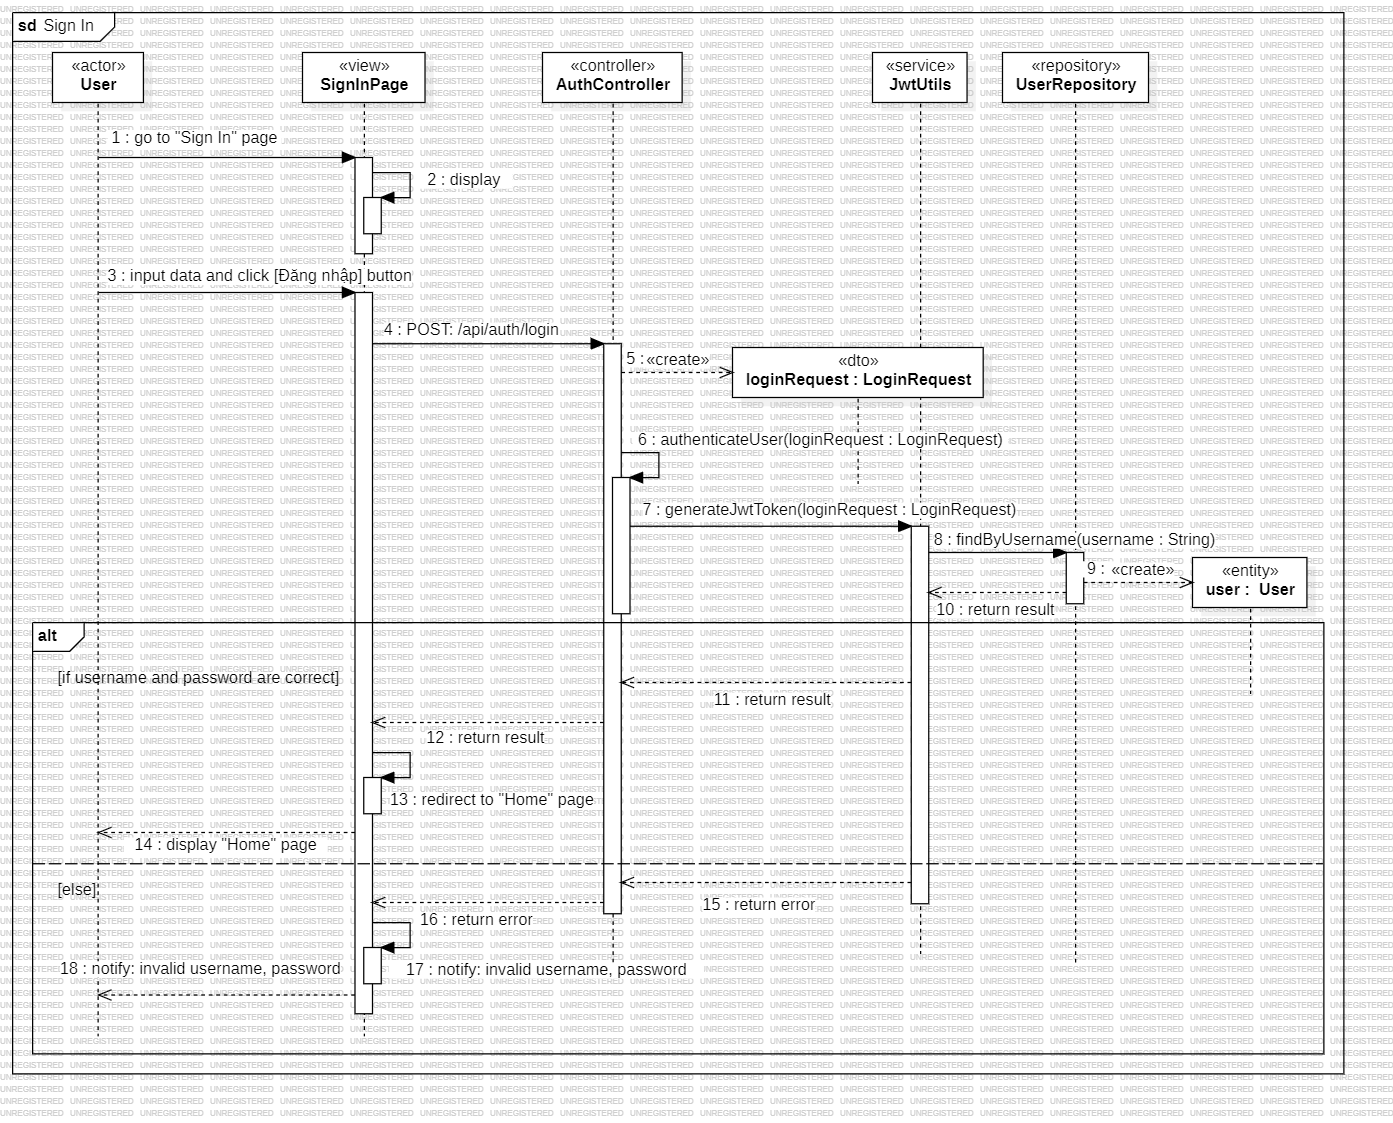 sd Sign In
«actor»
User
«view»
SignInPage
«controller»
AuthController
«service»
JwtUtils
«repository»
UserRepository
1 : go to "Sign In" page
2 : display
3 : input data and click [Đăng nhập] button
4 : POST: /api/auth/login
5 : «create»
«dto»
loginRequest : LoginRequest
6 : authenticateUser(loginRequest : LoginRequest)
7 : generateJwtToken(loginRequest : LoginRequest)
8 : findByUsername(username : String)
9 : «create»
«entity»
user : User
10 : return result
alt
[if username and password are correct]
11 : return result
12 : return result
13 : redirect to "Home" page
14 : display "Home" page
[else]
15 : return error
16 : return error
17 : notify: invalid username, password
18 : notify: invalid username, password
UNREGISTERED